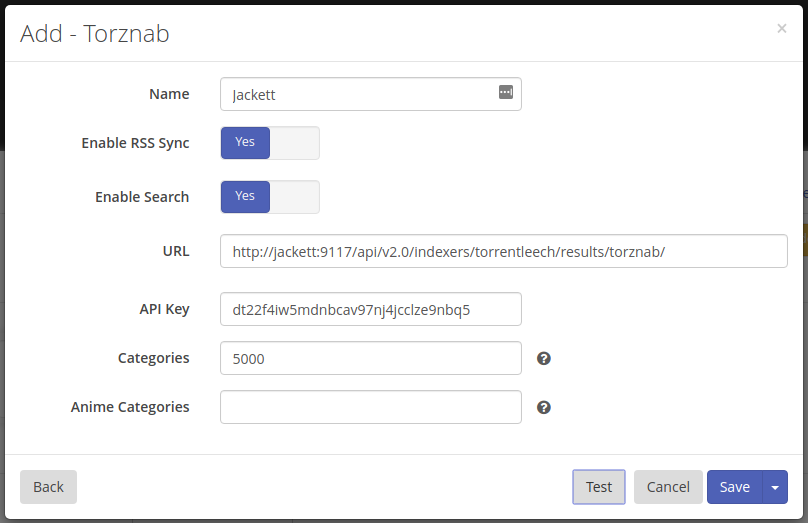 Add - Torznab
×
Name Jackett
Enable RSS Sync Yes
Enable Search Yes
URL http://jackett:9117/api/v2.0/indexers/torrentleech/results/torznab/
API Key dt22f4iw5mdnbcav97nj4jcclze9nbq5
Categories 5000 ?
Anime Categories ?
Back Test Cancel Save